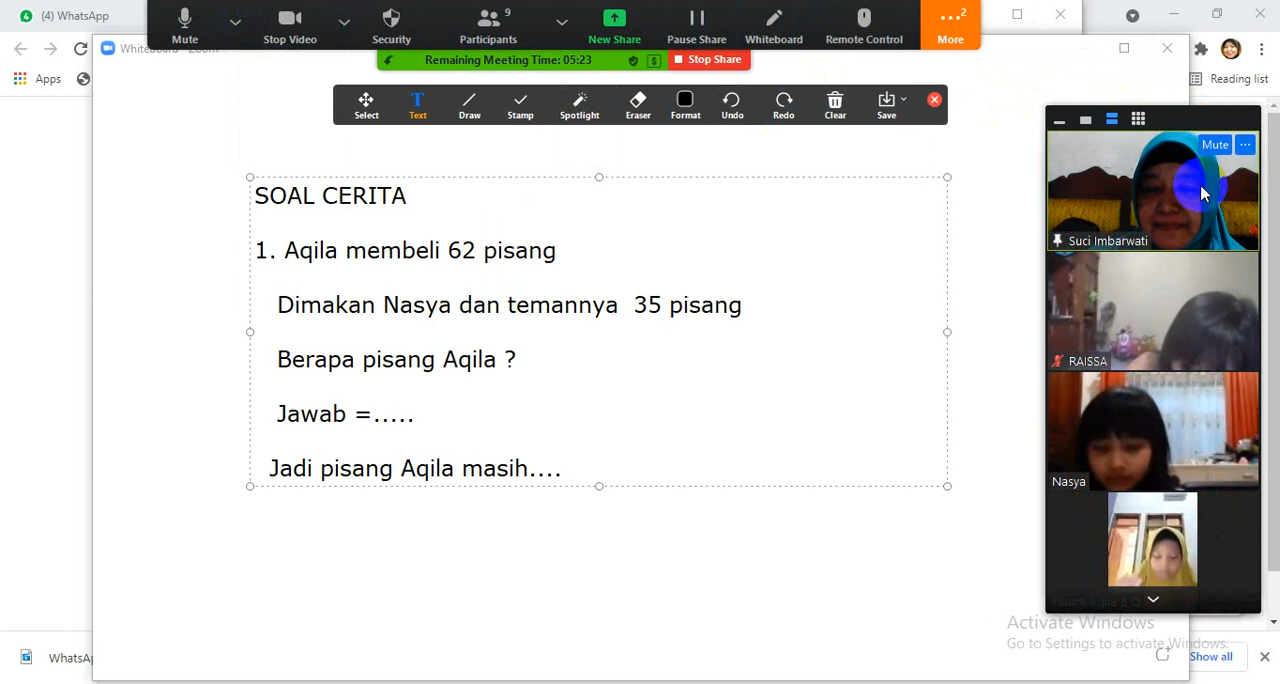 (4) WhatsApp
Mute
Stop Video
Security
Participants
9
New Share
Pause Share
Whiteboard
Remote Control
More
2
Remaining Meeting Time: 05:23
Stop Share
Apps
Reading list
Select
Text
Draw
Stamp
Spotlight
Eraser
Format
Undo
Redo
Clear
Save
SOAL CERITA
1. Aqila membeli 62 pisang
Dimakan Nasya dan temannya 35 pisang
Berapa pisang Aqila ?
Jawab =.....
Jadi pisang Aqila masih....
Mute
Suci Imbarwati
RAISSA
Nasya
Activate Windows
Go to Settings to activate Windows.
WhatsAp
Show all